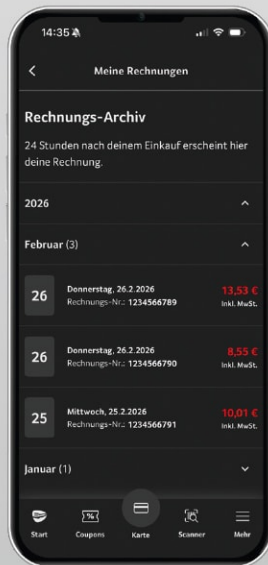 14:35
Meine Rechnungen
Rechnungs-Archiv
24 Stunden nach deinem Einkauf erscheint hier
deine Rechnung.
2026
Februar (3)
26
Donnerstag, 26.2.2026
Rechnungs-Nr.: 1234566789
13,53 €
Inkl. MwSt.
26
Donnerstag, 26.2.2026
Rechnungs-Nr.: 1234566790
8,55 €
Inkl. MwSt.
25
Mittwoch, 25.2.2026
Rechnungs-Nr.: 1234566791
10,01 €
Inkl. MwSt.
Januar (1)
Start
Coupons
Karte
Scanner
Mehr